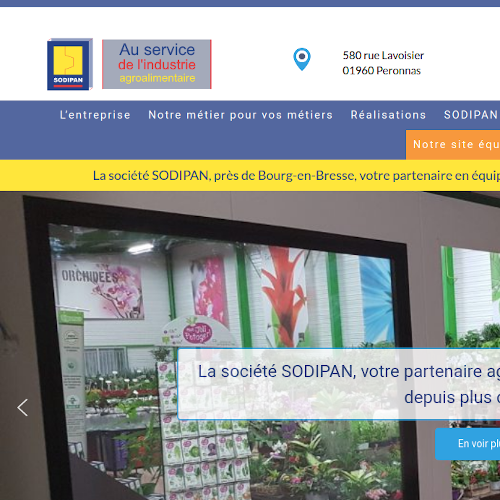 SODIPAN
Au service
de l'industrie
agroalimentaire
580 rue Lavoisier
01960 Peronnas
L'entreprise Notre métier pour vos métiers Réalisations SODIPAN
Notre site équ
La société SODIPAN, près de Bourg-en-Bresse, votre partenaire en équip
ORCHIDÉES
La société SODIPAN, votre partenaire ag
depuis plus d
En voir pl